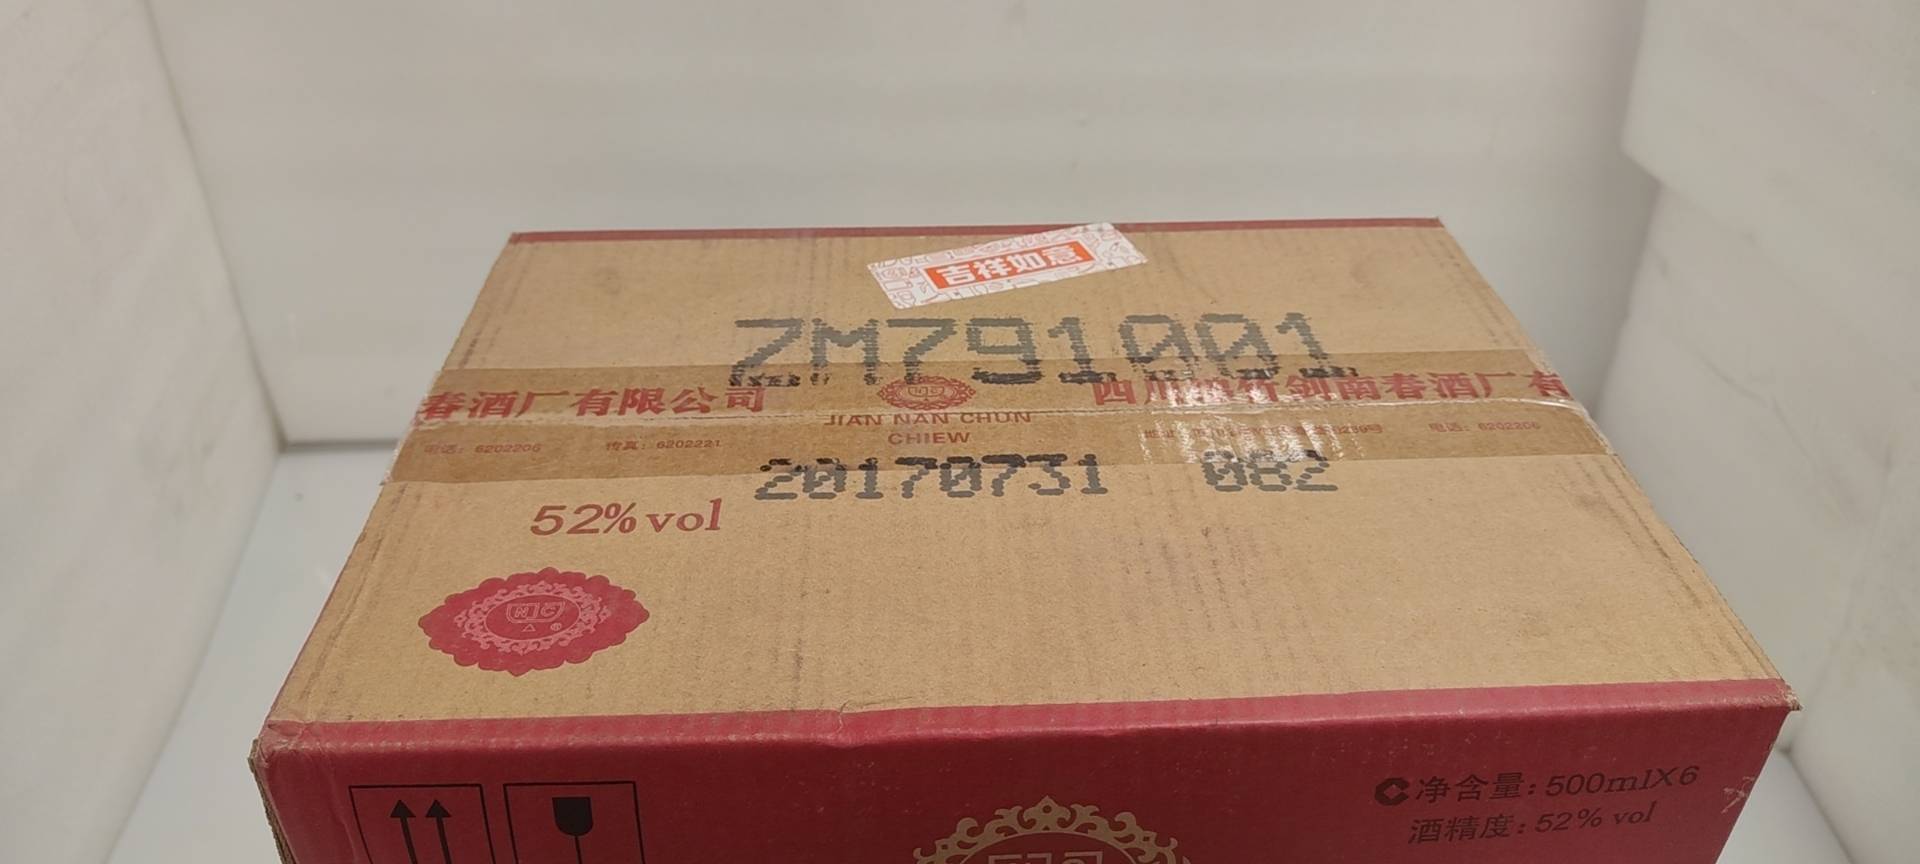 吉祥如意
ZM791001
春酒厂有限公司
四川绵竹剑南春酒厂有
JIAN NAN CHUN
CHIEW
电话：6202206
传真：6202221
电话：6202206
20170731 082
52%vol
净含量：500mlX6
酒精度：52% vol